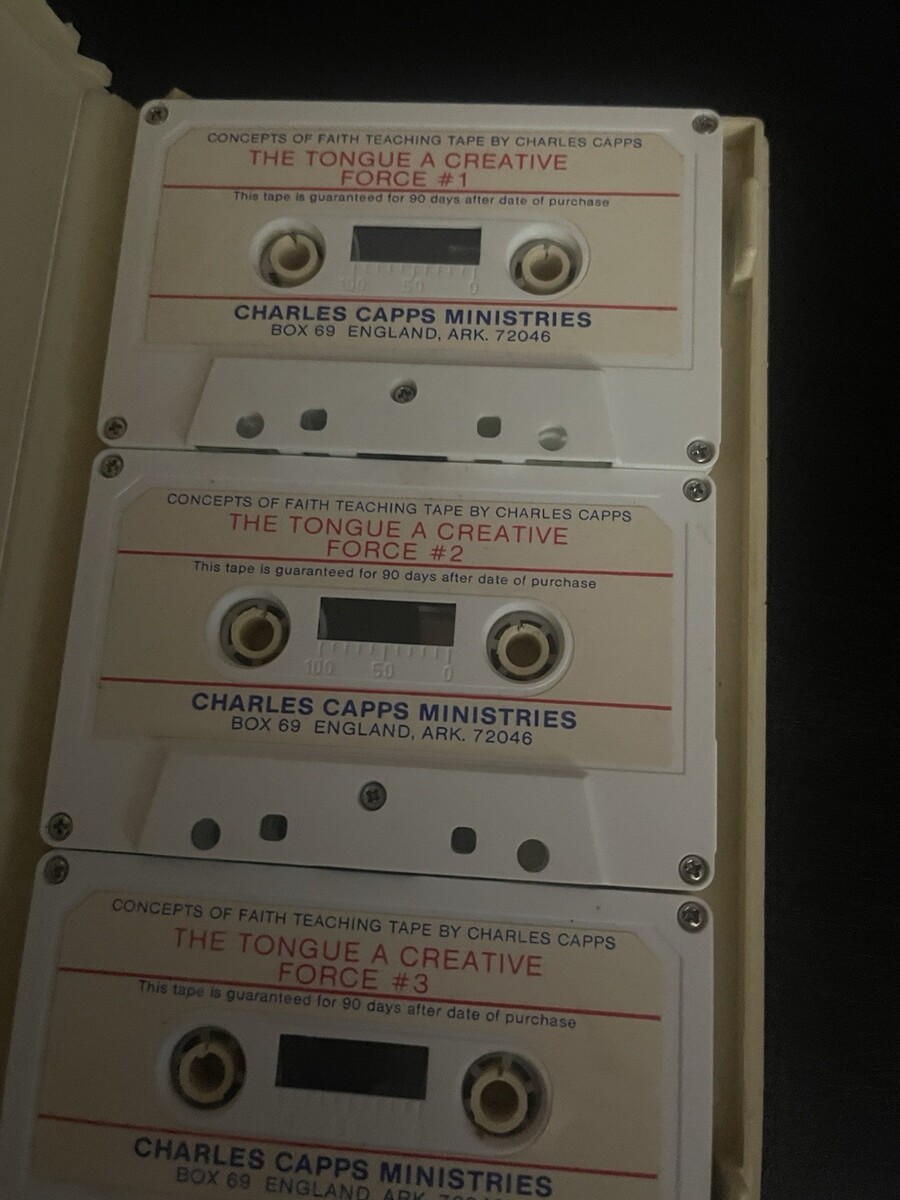 CONCEPTS OF FAITH TEACHING TAPE BY CHARLES CAPPS
THE TONGUE A CREATIVE
FORCE #1
This tape is guaranteed for 90 days after date of purchase
100 50 0
CHARLES CAPPS MINISTRIES
BOX 69 ENGLAND, ARK. 72046
CONCEPTS OF FAITH TEACHING TAPE BY CHARLES CAPPS
THE TONGUE A CREATIVE
FORCE #2
This tape is guaranteed for 90 days after date of purchase
100 50 0
CHARLES CAPPS MINISTRIES
BOX 69 ENGLAND, ARK. 72046
CONCEPTS OF FAITH TEACHING TAPE BY CHARLES CAPPS
THE TONGUE A CREATIVE
FORCE #3
This tape is guaranteed for 90 days after date of purchase
CHARLES CAPPS MINISTRIES
BOX 69 ENGLAND, ARK.